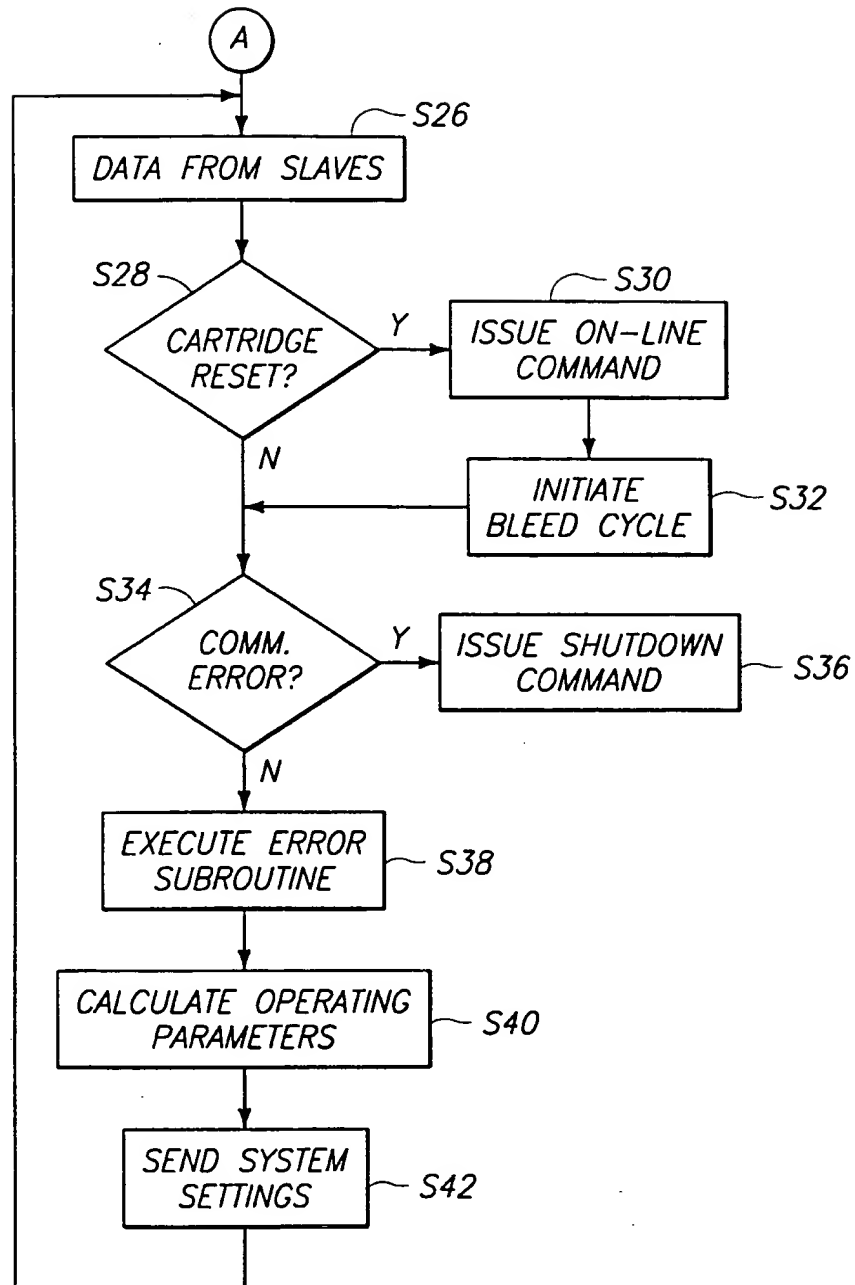 A
S26
DATA FROM SLAVES
S28
CARTRIDGE
RESET?
Y
S30
ISSUE ON-LINE
COMMAND
N
INITIATE
BLEED CYCLE
S32
S34
COMM.
ERROR?
Y
ISSUE SHUTDOWN
COMMAND
S36
N
EXECUTE ERROR
SUBROUTINE
S38
CALCULATE OPERATING
PARAMETERS
S40
SEND SYSTEM
SETTINGS
S42